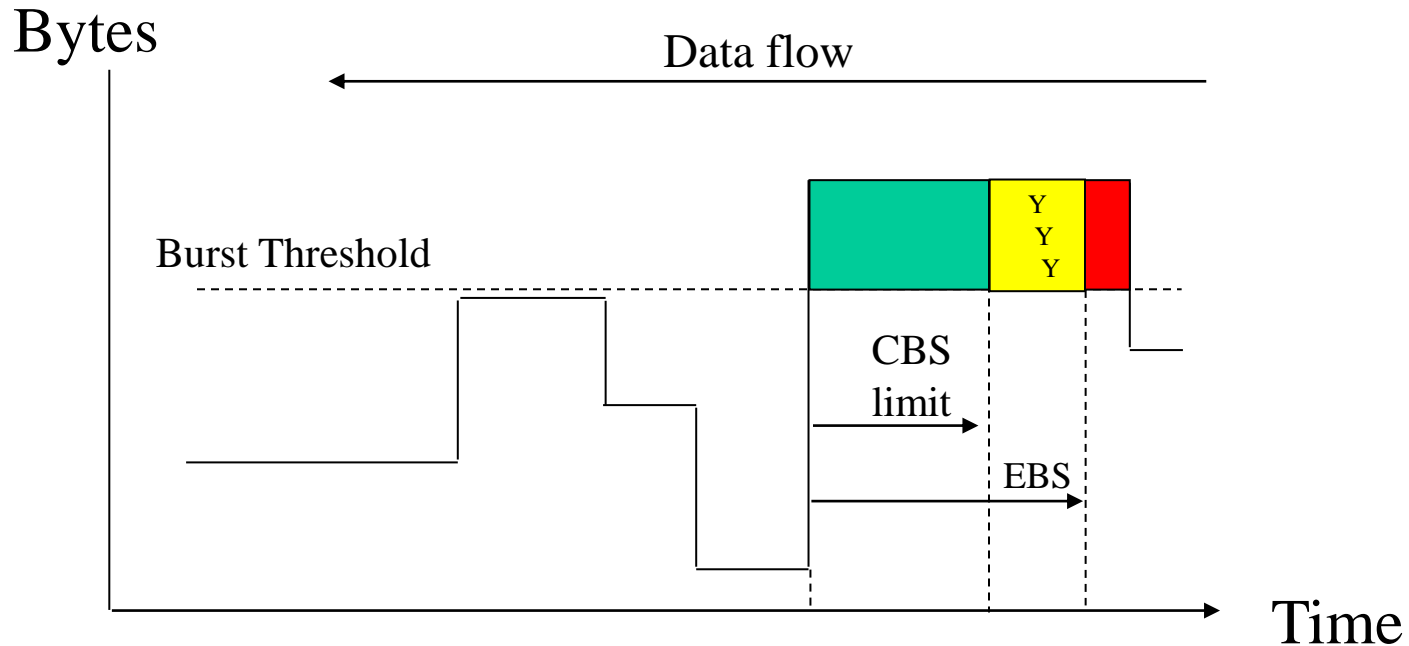 Bytes
Data flow
Y
Y
Y
Burst Threshold
CBS
limit
EBS
Time